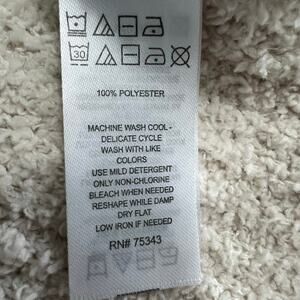 30
100% POLYESTER
MACHINE WASH COOL-
DELICATE CYCLE
WASH WITH LIKE
COLORS
USE MILD DETERGENT
ONLY NON-CHLORINE
BLEACH WHEN NEEDED
RESHAPE WHILE DAMP
DRY FLAT
LOW IRON IF NEEDED
RN# 75343